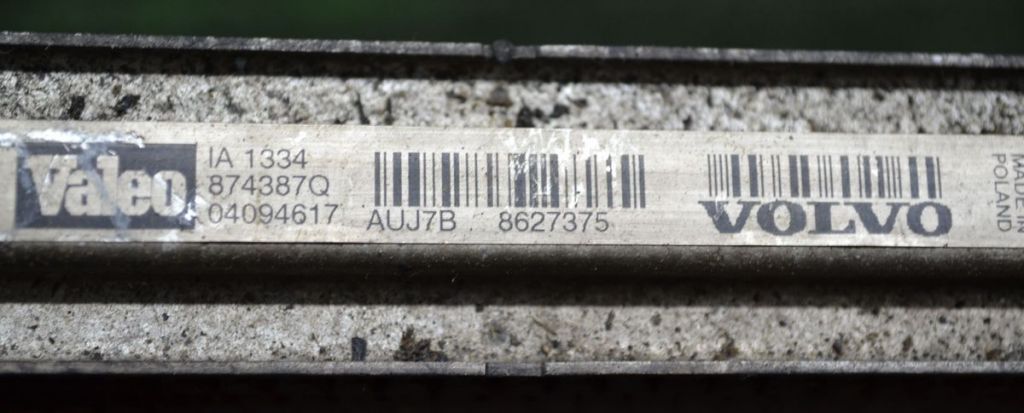 Valeo
IA 1334
874387Q
04094617
AUJ7B 8627375
VOLVO
MADE IN
POLAND